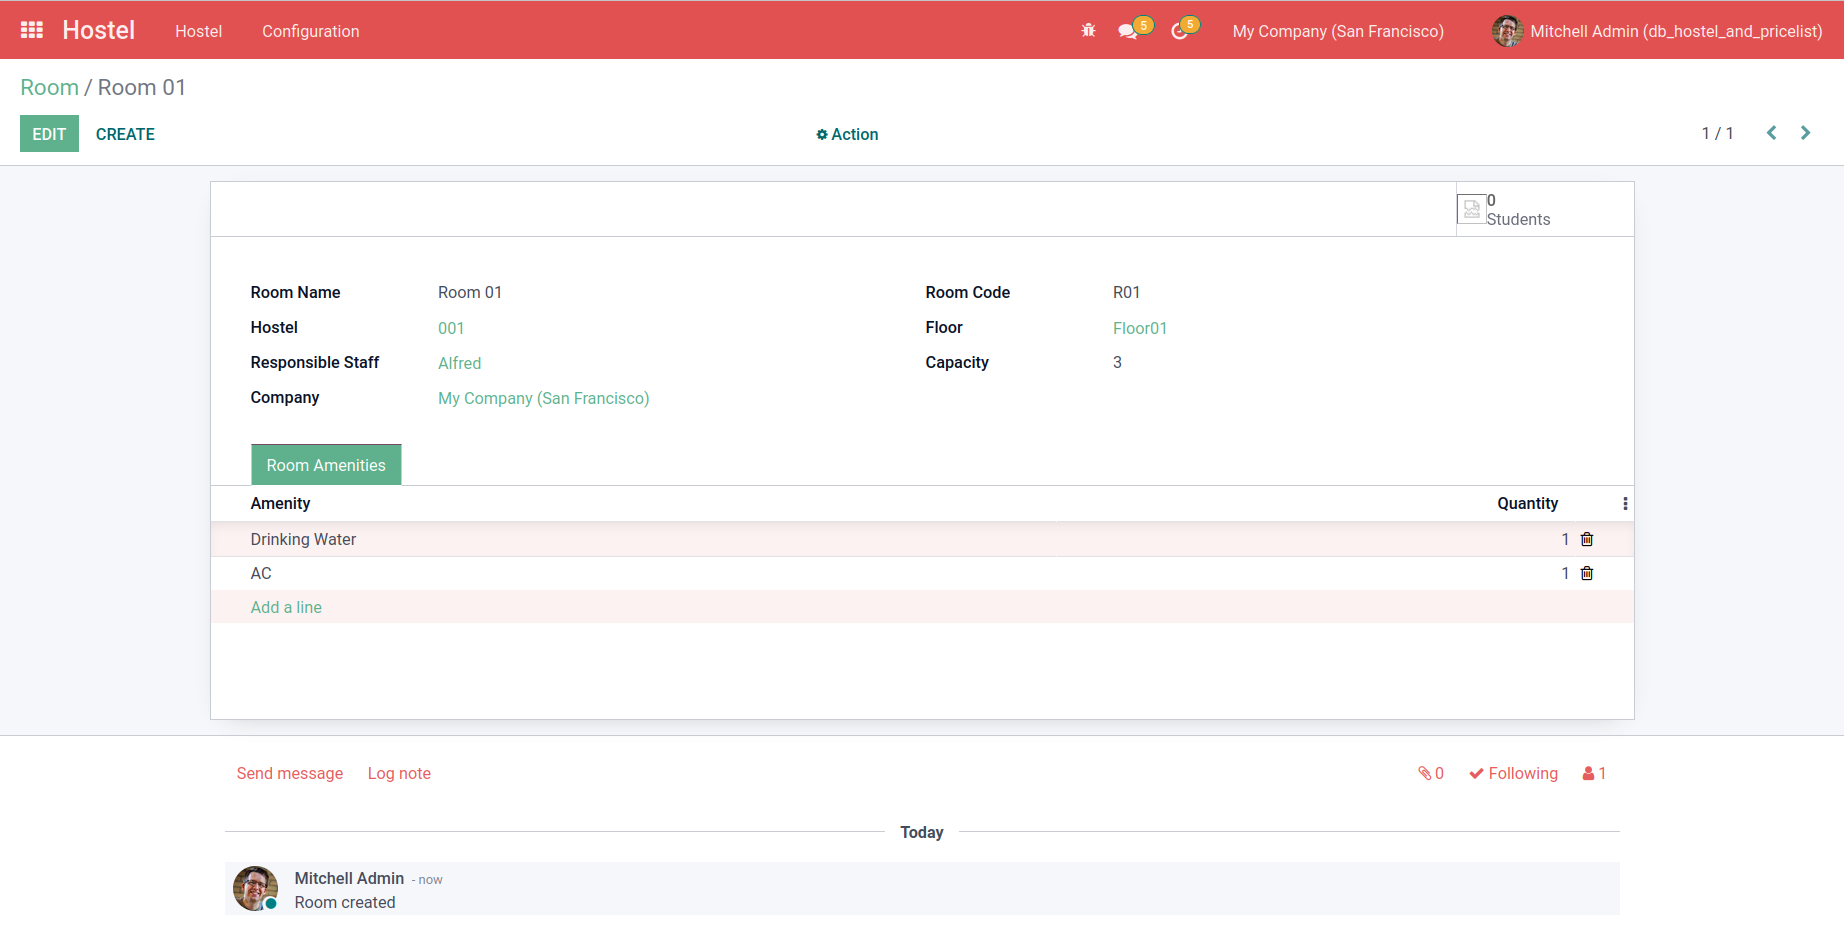 Hostel Hostel Configuration 5 5 My Company (San Francisco) Mitchell Admin (db_hostel_and_pricelist)
Room / Room 01
EDIT CREATE Action 1 / 1
0
Students
Room Name Room 01 Room Code R01
Hostel 001 Floor Floor01
Responsible Staff Alfred Capacity 3
Company My Company (San Francisco)
Room Amenities
Amenity Quantity
Drinking Water 1
AC 1
Add a line
Send message Log note 0 Following 1
Today
Mitchell Admin - now
Room created